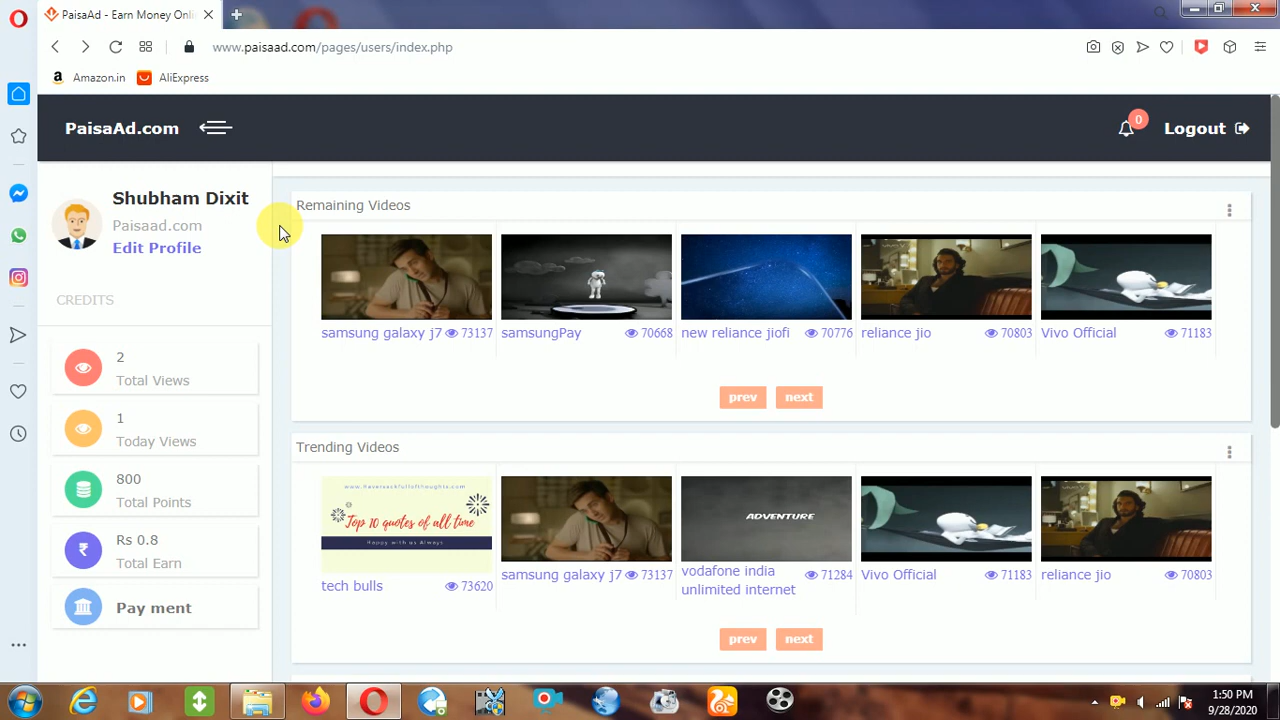 PaisaAd - Earn Money Onli
www.paisaad.com/pages/users/index.php
Amazon.in
AliExpress
PaisaAd.com
0
Logout
Shubham Dixit
Paisaad.com
Edit Profile
CREDITS
2
Total Views
1
Today Views
800
Total Points
Rs 0.8
Total Earn
Pay ment
Remaining Videos
samsung galaxy j7 73137
samsungPay 70668
new reliance jiofi 70776
reliance jio 70803
Vivo Official 71183
prev next
Trending Videos
Top 10 quotes of all time
Happy with us Always
ADVENTURE
tech bulls 73620
samsung galaxy j7 73137
vodafone india
unlimited internet 71284
Vivo Official 71183
reliance jio 70803
prev next
1:50 PM
9/28/2020